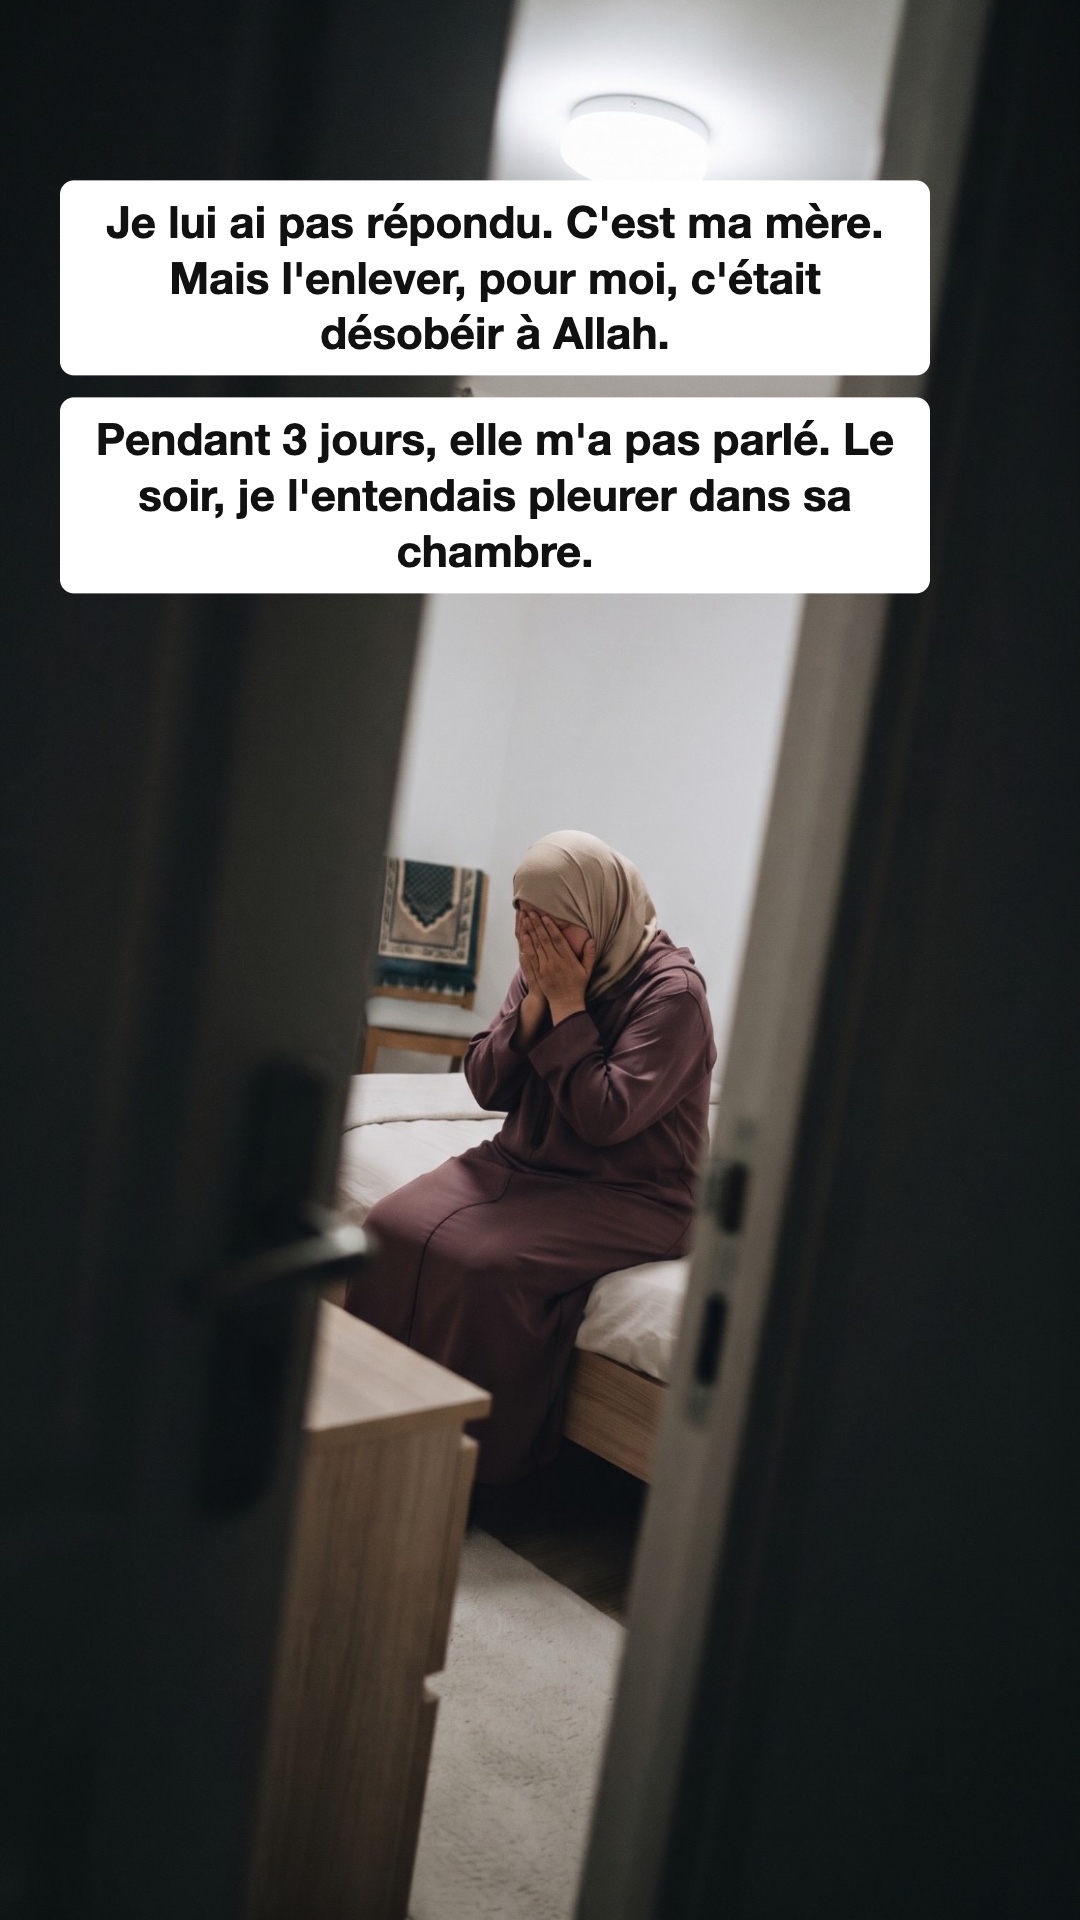 Je lui ai pas répondu. C'est ma mère.
Mais l'enlever, pour moi, c'était
désobéir à Allah.
Pendant 3 jours, elle m'a pas parlé. Le
soir, je l'entendais pleurer dans sa
chambre.